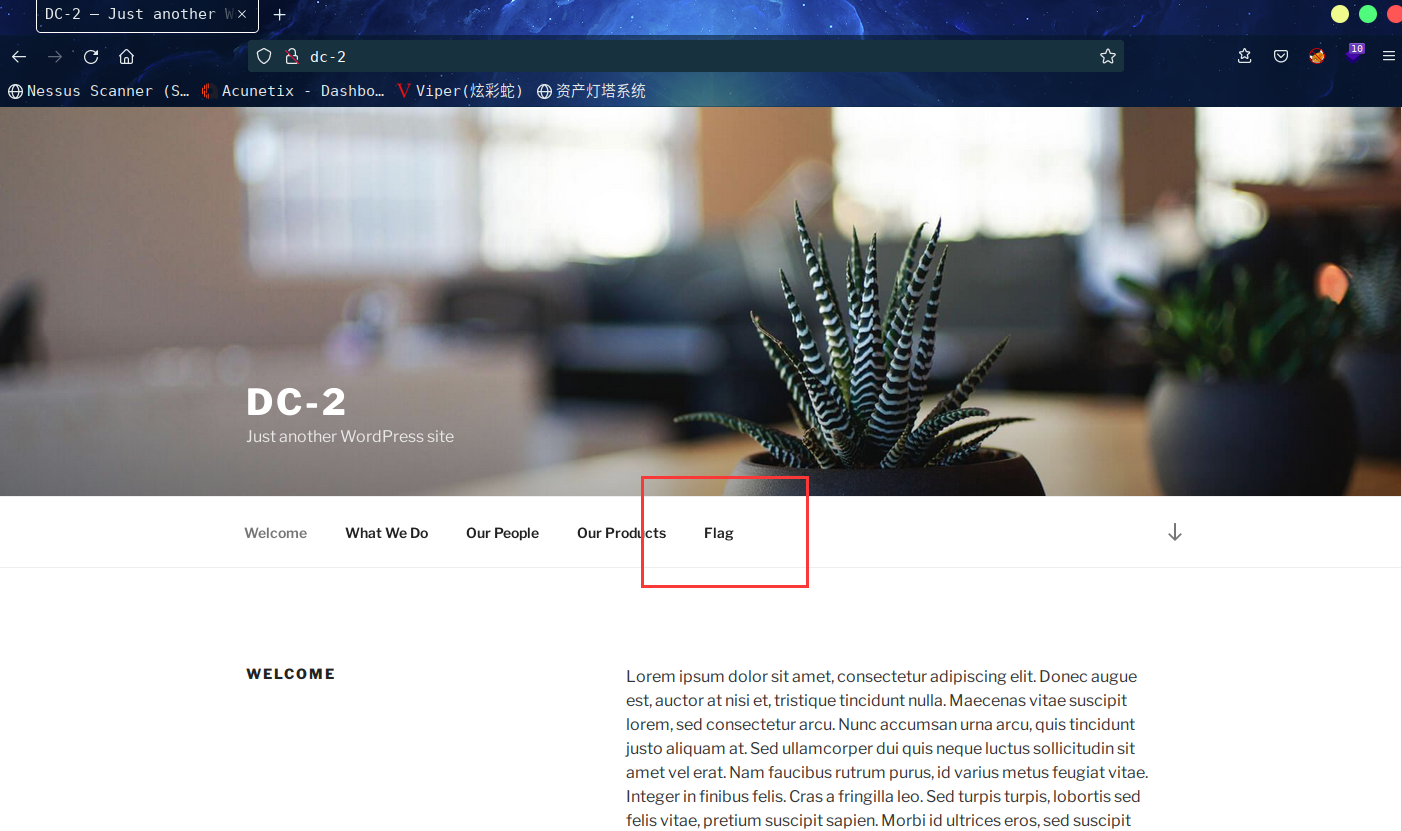 DC-2 — Just another W
dc-2
10
Nessus Scanner (S… Acunetix - Dashbo… Viper(炫彩蛇) 资产灯塔系统
DC-2
Just another WordPress site
Welcome What We Do Our People Our Products Flag
WELCOME
Lorem ipsum dolor sit amet, consectetur adipiscing elit. Donec augue
est, auctor at nisi et, tristique tincidunt nulla. Maecenas vitae suscipit
lorem, sed consectetur arcu. Nunc accumsan urna arcu, quis tincidunt
justo aliquam at. Sed ullamcorper dui quis neque luctus sollicitudin sit
amet vel erat. Nam faucibus rutrum purus, id varius metus feugiat vitae.
Integer in finibus felis. Cras a fringilla leo. Sed turpis turpis, lobortis sed
felis vitae, pretium suscipit sapien. Morbi id ultrices eros, sed suscipit